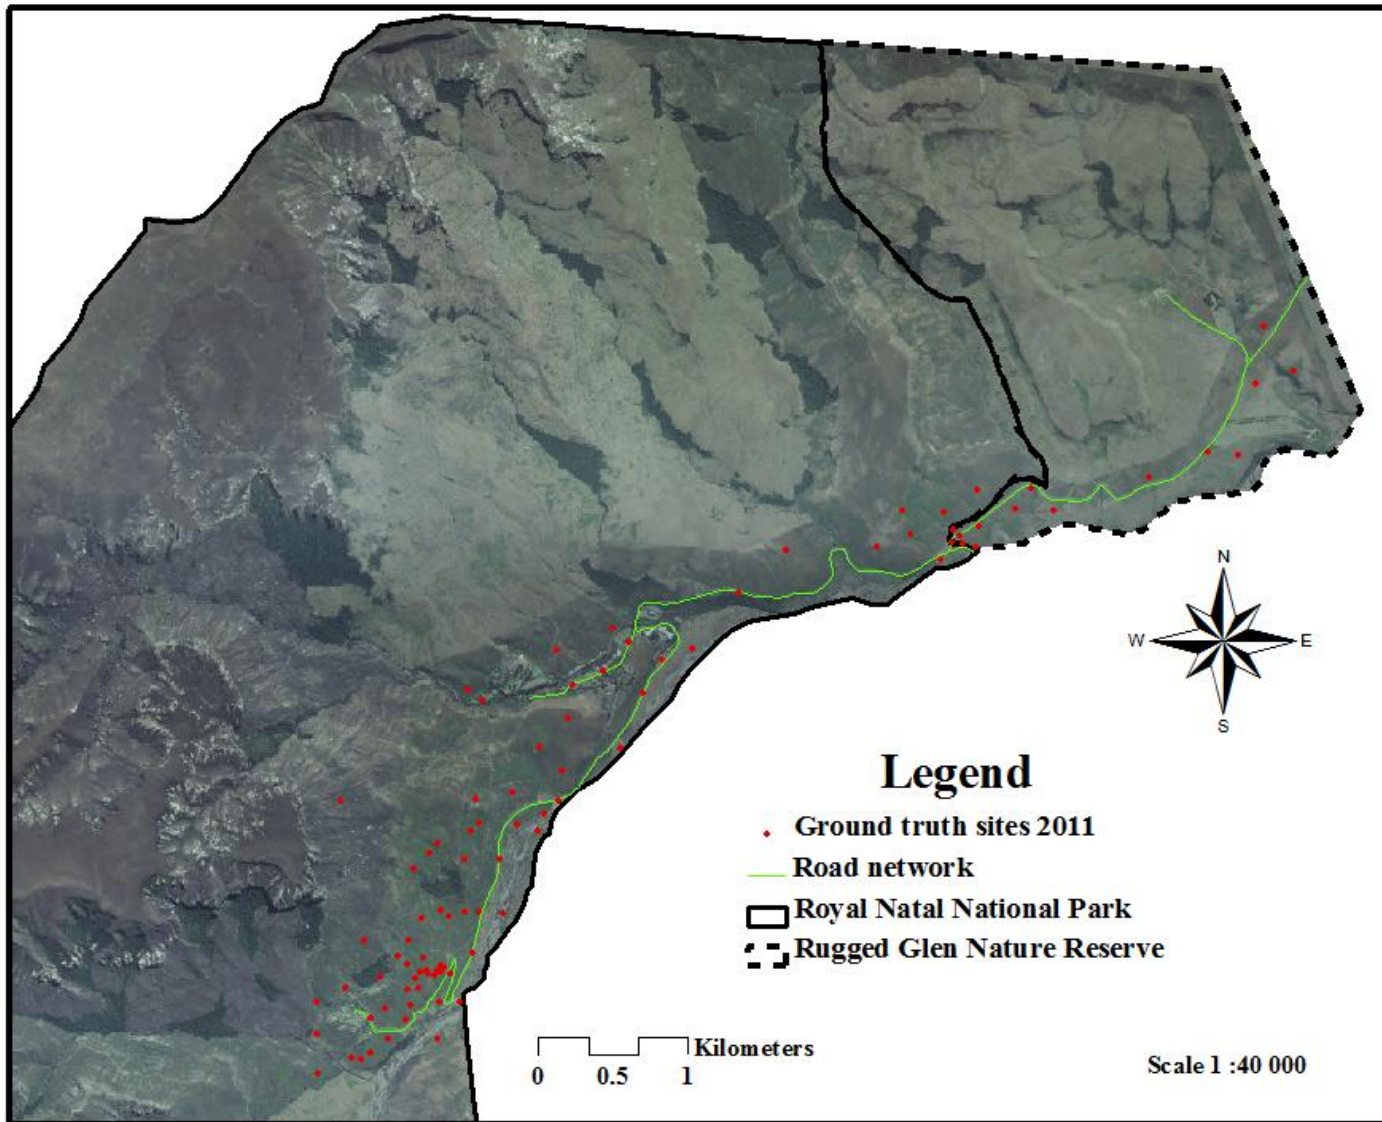 N
W
E
S
Legend
Ground truth sites 2011
Road network
Royal Natal National Park
Rugged Glen Nature Reserve
Kilometers
0 0.5 1
Scale 1 :40 000